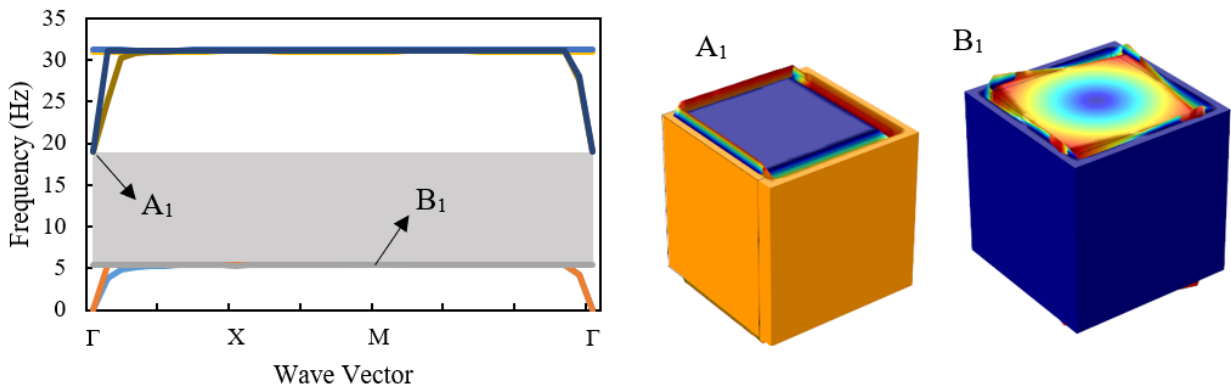 Frequency (Hz)
35
30
25
20
15
10
5
0
A₁
B₁
Γ
X
M
Γ
Wave Vector
A₁
B₁